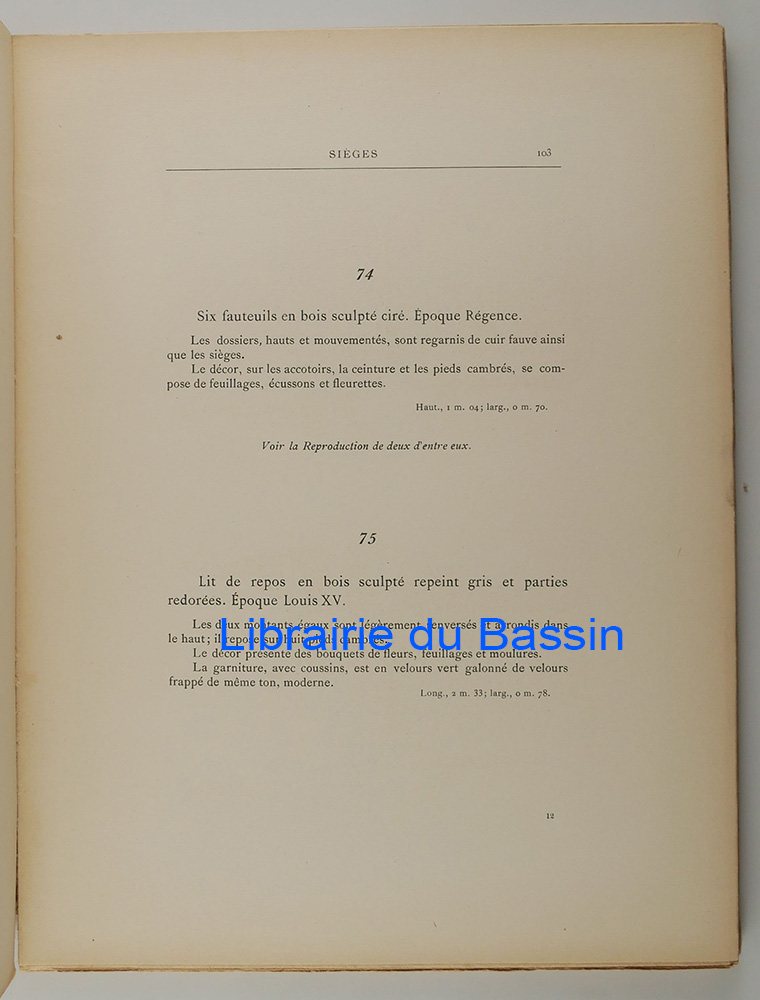 SIÈGES 103
74
Six fauteuils en bois sculpté ciré. Époque Régence.
Les dossiers, hauts et mouvementés, sont regarnis de cuir fauve ainsi
que les sièges.
Le décor, sur les accotoirs, la ceinture et les pieds cambrés, se com-
pose de feuillages, écussons et fleurettes.
Haut., 1 m. 04; larg., 0 m. 70.
Voir la Reproduction de deux d'entre eux.
75
Lit de repos en bois sculpté repeint gris et parties
redorées. Époque Louis XV.
Les deux montants égaux sont légèrement renversés et arrondis dans
le haut; il repose sur huit pieds cambrés.
Librairie du Bassin
Le décor présente des bouquets de fleurs, feuillages et moulures.
La garniture, avec coussins, est en velours vert galonné de velours
frappé de même ton, moderne.
Long., 2 m. 33; larg., 0 m. 78.
12